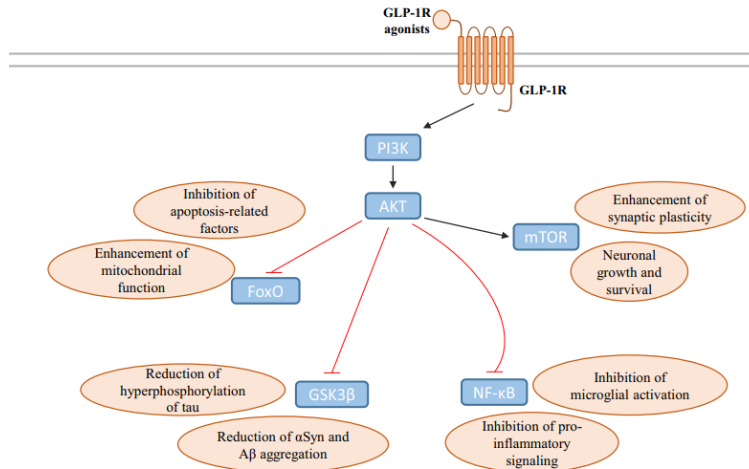 GLP-1R
agonists
GLP-1R
PI3K
AKT
Inhibition of
apoptosis-related
factors
Enhancement of
mitochondrial
function
FoxO
mTOR
Enhancement of
synaptic plasticity
Neuronal
growth and
survival
Reduction of
hyperphosphorylation
of tau
GSK3β
Reduction of αSyn and
Aβ aggregation
NF-κB
Inhibition of
microglial activation
Inhibition of pro-
inflammatory
signaling